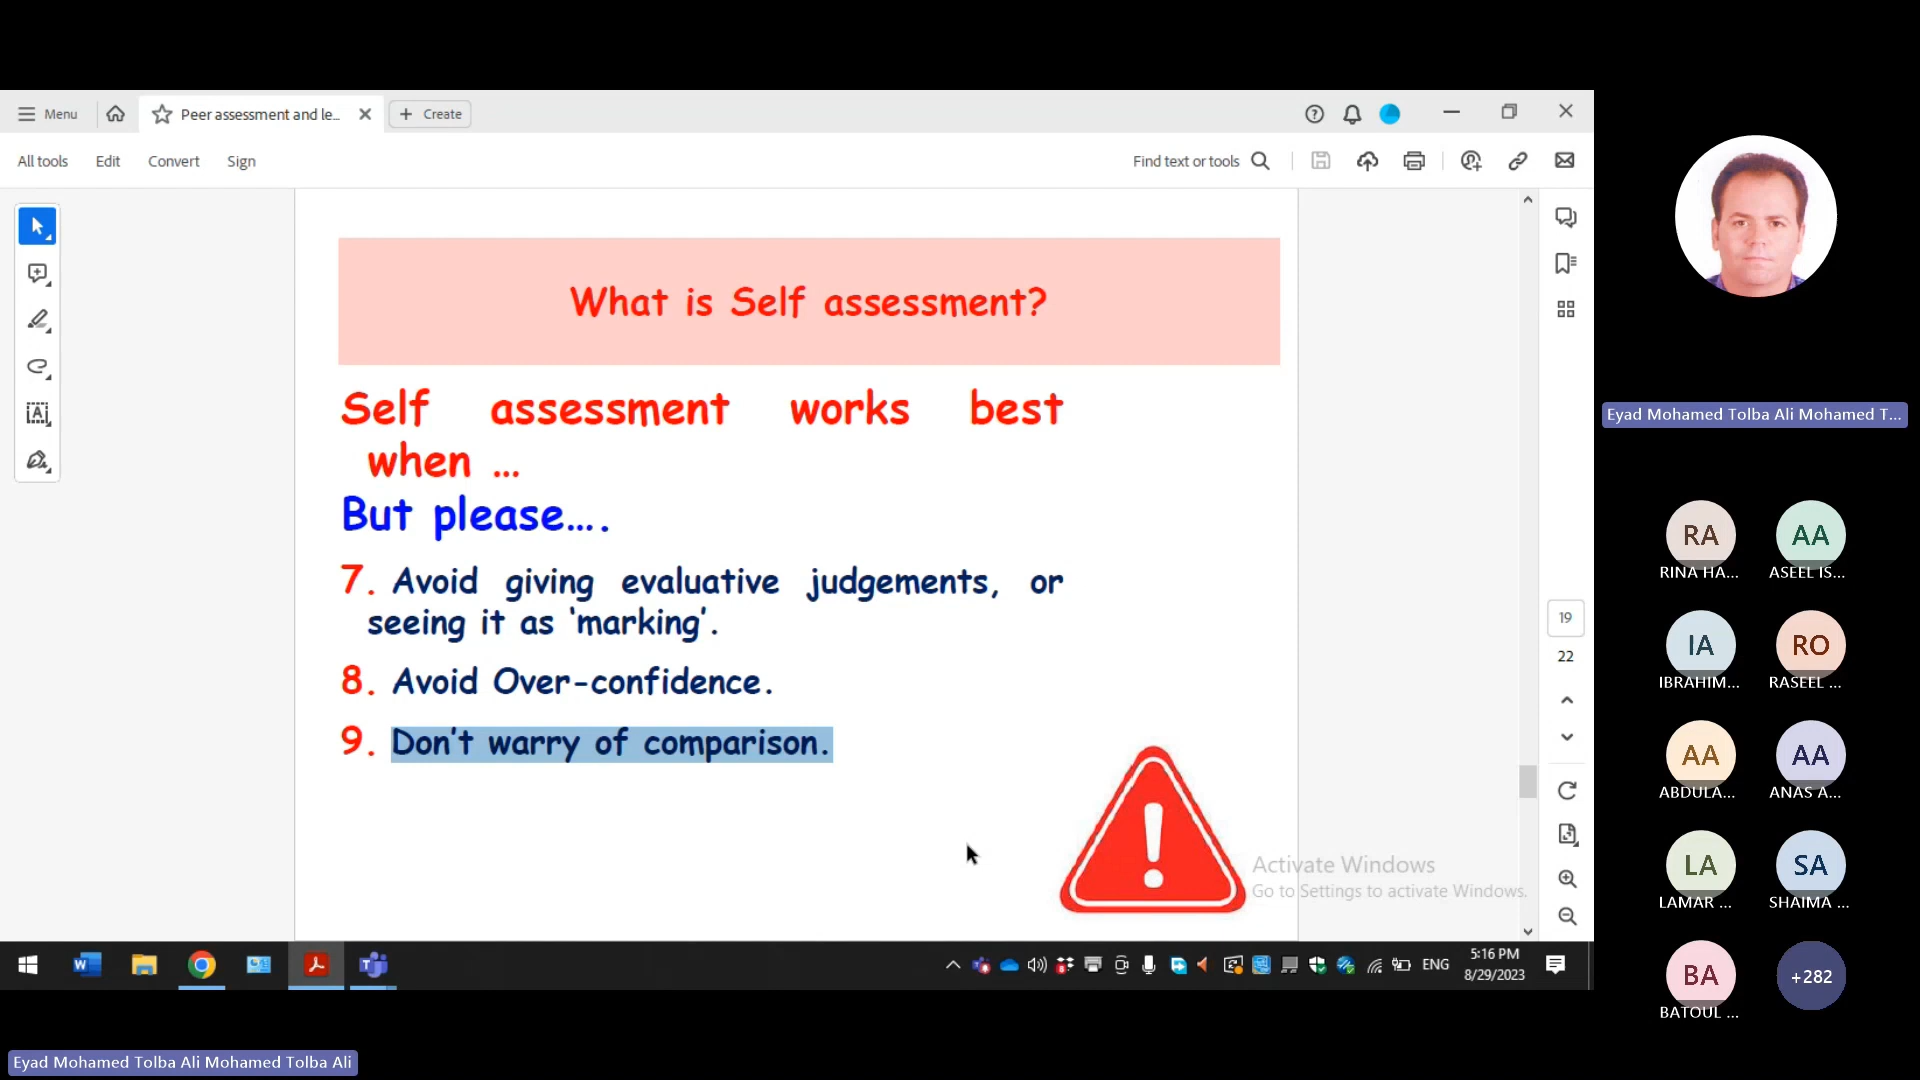 Menu
Peer assessment and le...
Create
All tools
Edit
Convert
Sign
Find text or tools
What is Self assessment?
Self assessment works best
when ...
But please....
7. Avoid giving evaluative judgements, or
seeing it as ‘marking’.
8. Avoid Over-confidence.
9. Don’t warry of comparison.
19
22
Activate Windows
Go to Settings to activate Windows.
ENG
5:16 PM
8/29/2023
Eyad Mohamed Tolba Ali Mohamed T...
RA
RINA HA...
AA
ASEEL IS...
IA
IBRAHIM...
RO
RASEEL ...
AA
ABDULA...
AA
ANAS A...
LA
LAMAR ...
SA
SHAIMA ...
BA
BATOUL ...
+282
Eyad Mohamed Tolba Ali Mohamed Tolba Ali